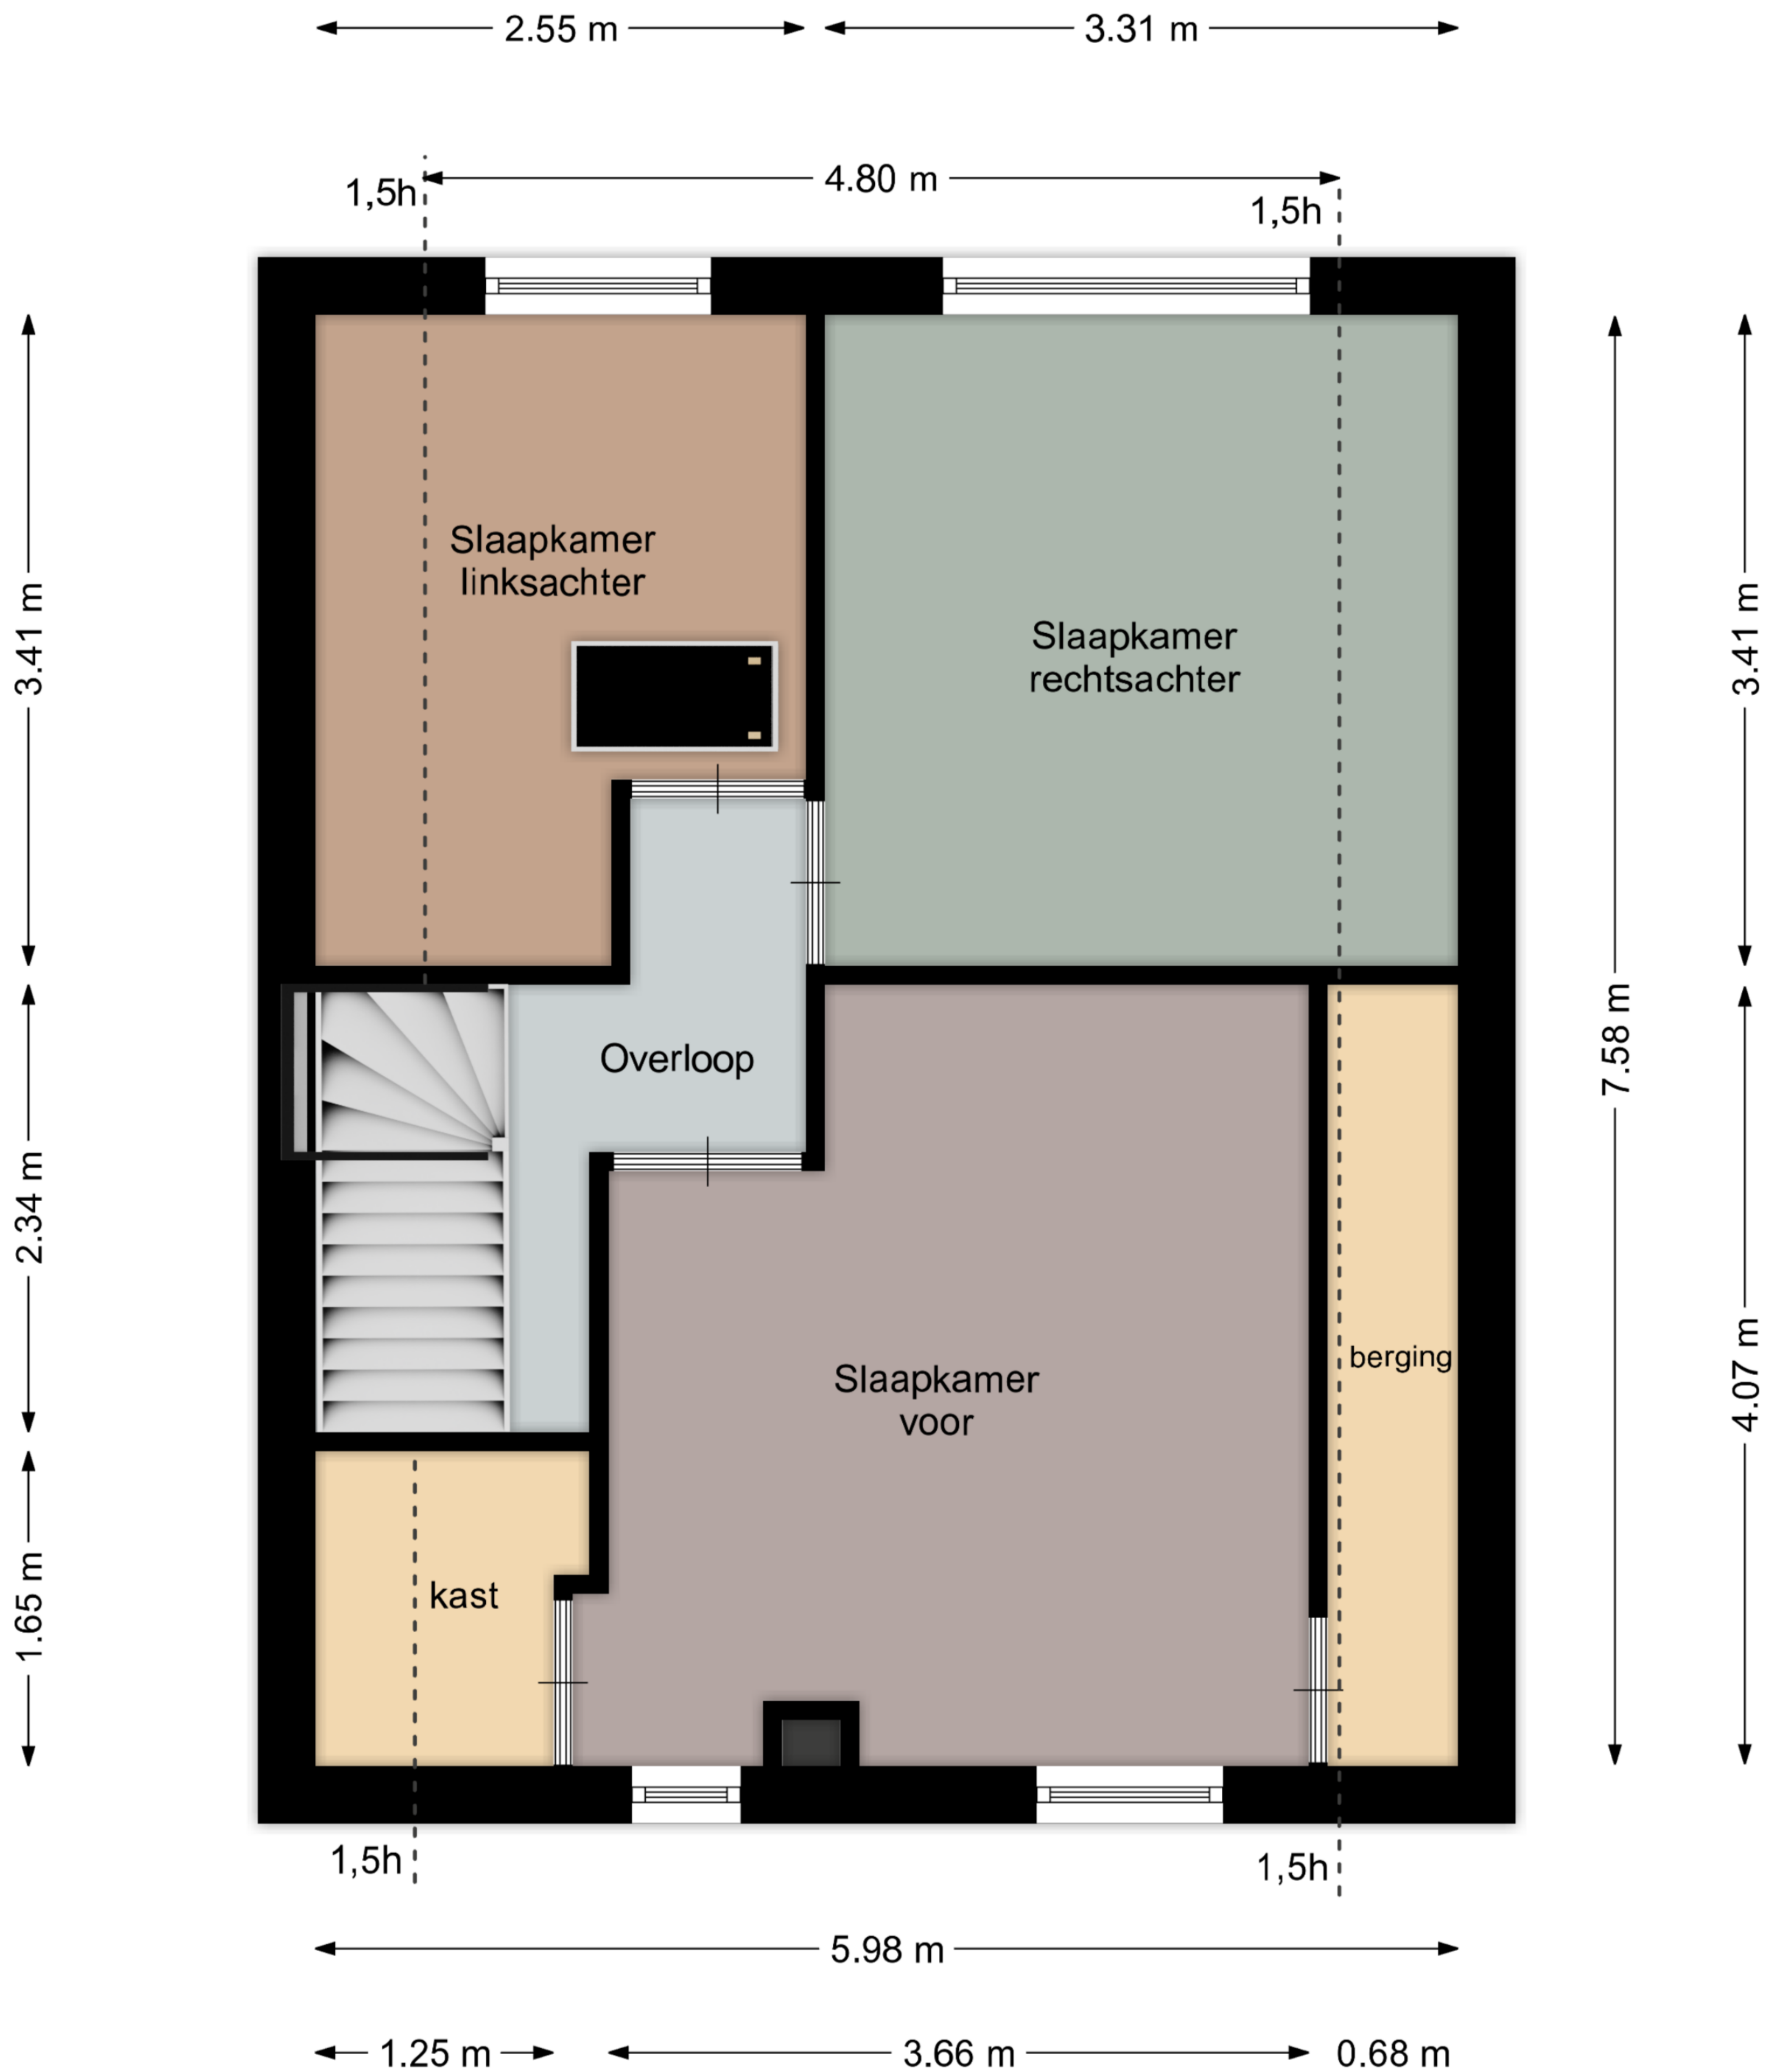 2.55 m
3.31 m
4.80 m
1,5h
1,5h
Slaapkamer
linksachter
Slaapkamer
rechtsachter
3.41 m
3.41 m
7.58 m
Overloop
2.34 m
berging
4.07 m
Slaapkamer
voor
kast
1.65 m
1,5h
1,5h
5.98 m
1.25 m
3.66 m
0.68 m